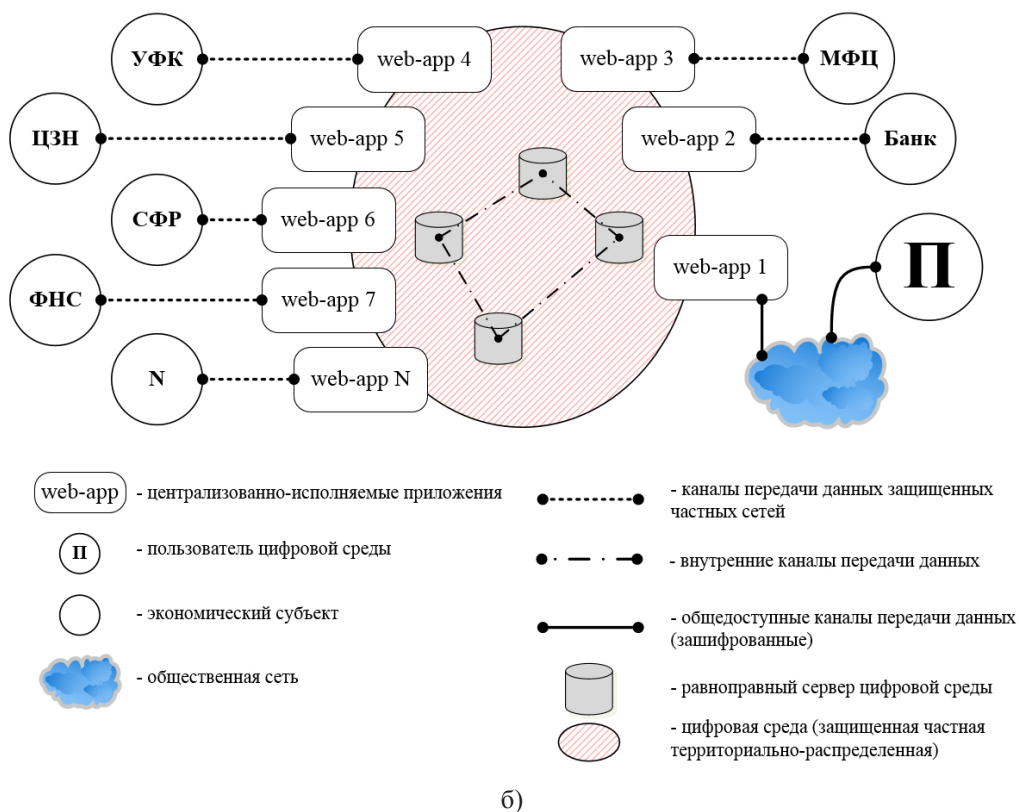 УФК
web-app 4
web-app 3
МФЦ
ЦЗН
web-app 5
web-app 2
Банк
СФР
web-app 6
web-app 1
П
ФНС
web-app 7
N
web-app N
web-app
- централизованно-исполняемые приложения
П
- пользователь цифровой среды
- экономический субъект
- общественная сеть
- каналы передачи данных защищенных
частных сетей
- внутренние каналы передачи данных
- общедоступные каналы передачи данных
(зашифрованные)
- равноправный сервер цифровой среды
- цифровая среда (защищенная частная
территориально-распределенная)
б)